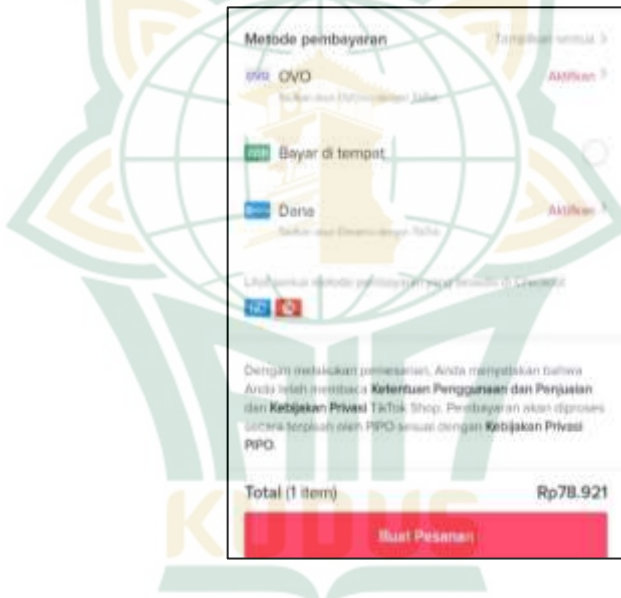 Metode pembayaran Tampilkan semua >
OVO Aktifkan >
Bayar di tempat
Dana Aktifkan >
Dengan melakukan pemesanan, Anda menyatakan bahwa
Anda telah membaca Ketentuan Penggunaan dan Penjualan
dan Kebijakan Privasi TikTok Shop. Pembayaran akan diproses
secara terpisah oleh PIPO sesuai dengan Kebijakan Privasi
PIPO.
Total (1 item) Rp78.921
Buat Pesanan
KUDUS